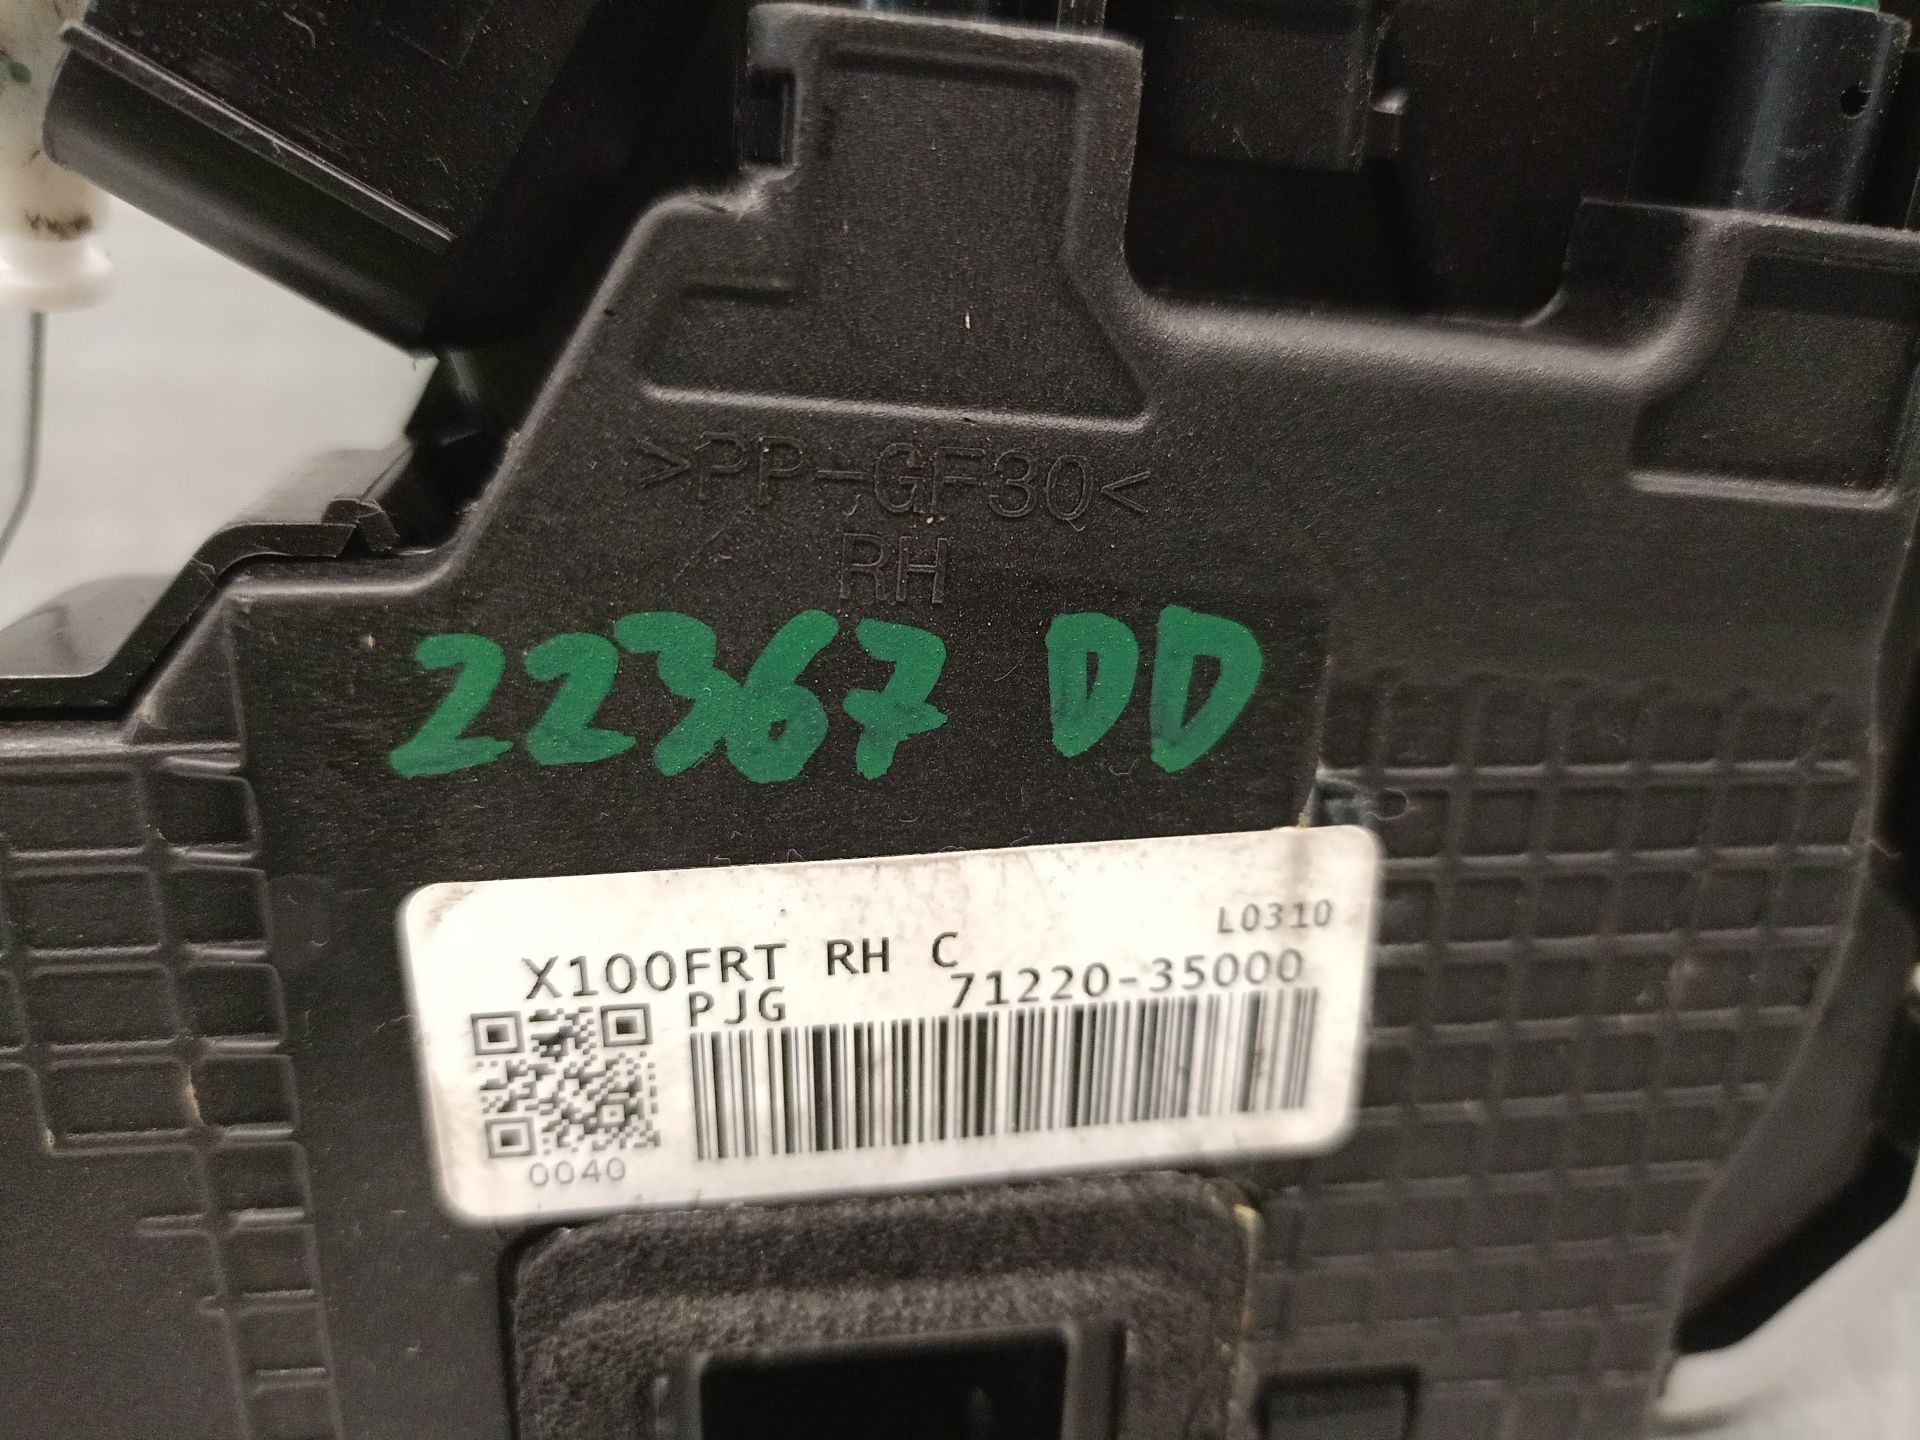 >PP-GF30<
RH
22367 DD
L0310
X100FRT RH C
PJG 71220-35000
0040